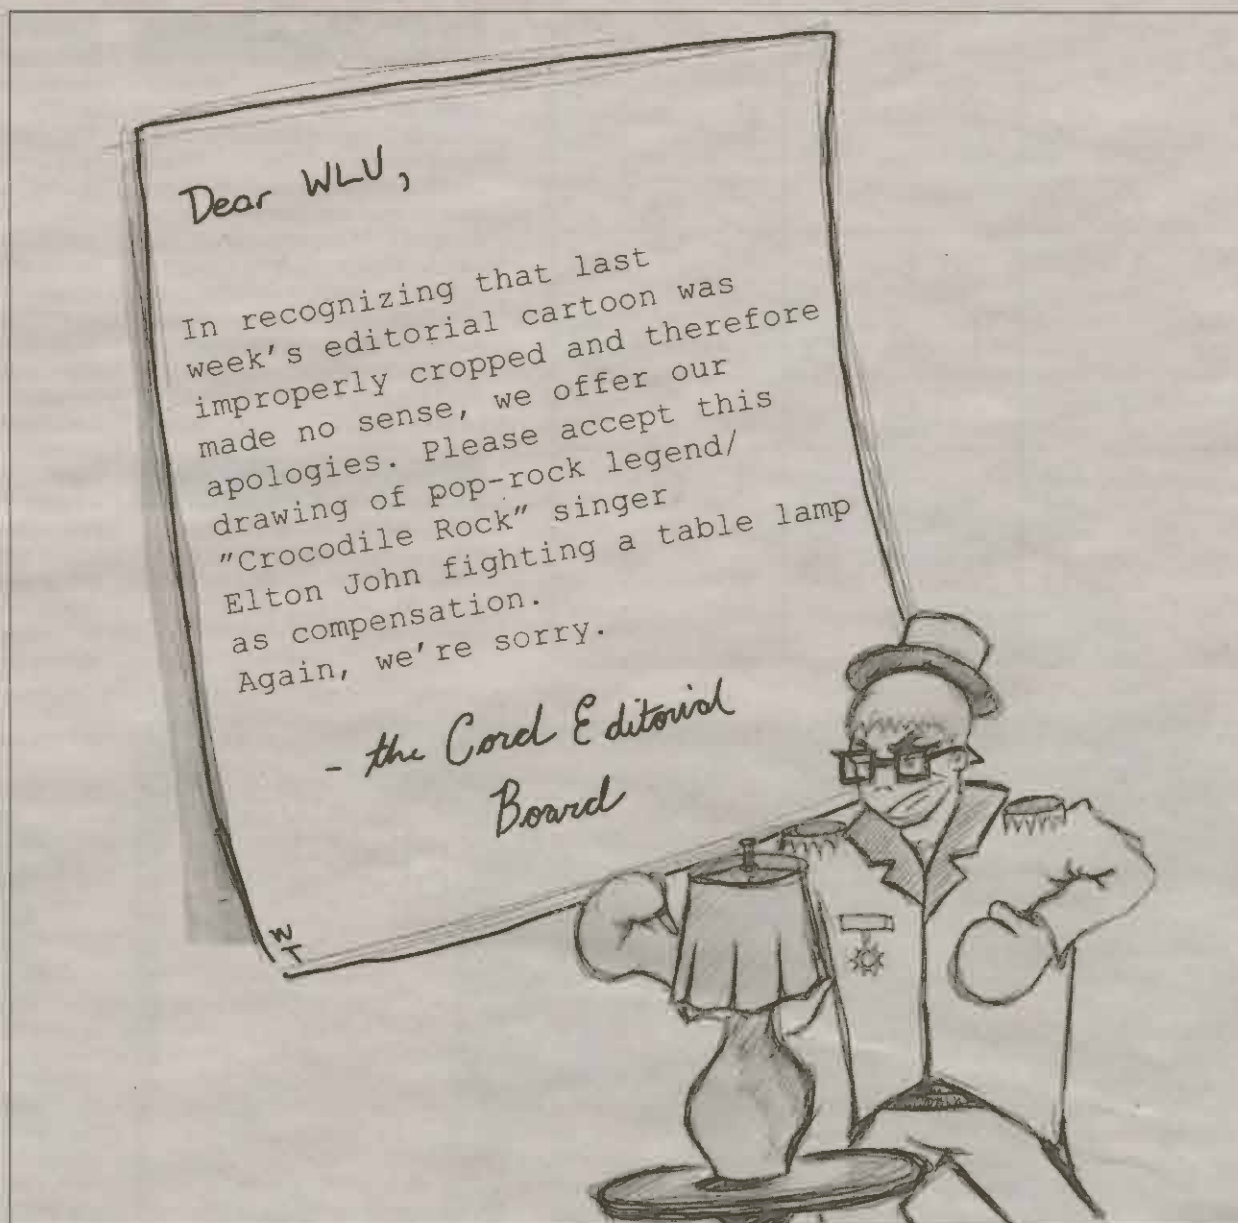 Dear WLU,
In recognizing that last
week's editorial cartoon was
improperly cropped and therefore
made no sense, we offer our
apologies. Please accept this
drawing of pop-rock legend/
"Crocodile Rock" singer
Elton John fighting a table lamp
as compensation.
Again, we're sorry.
- the Cord Editorial
Board
W
T